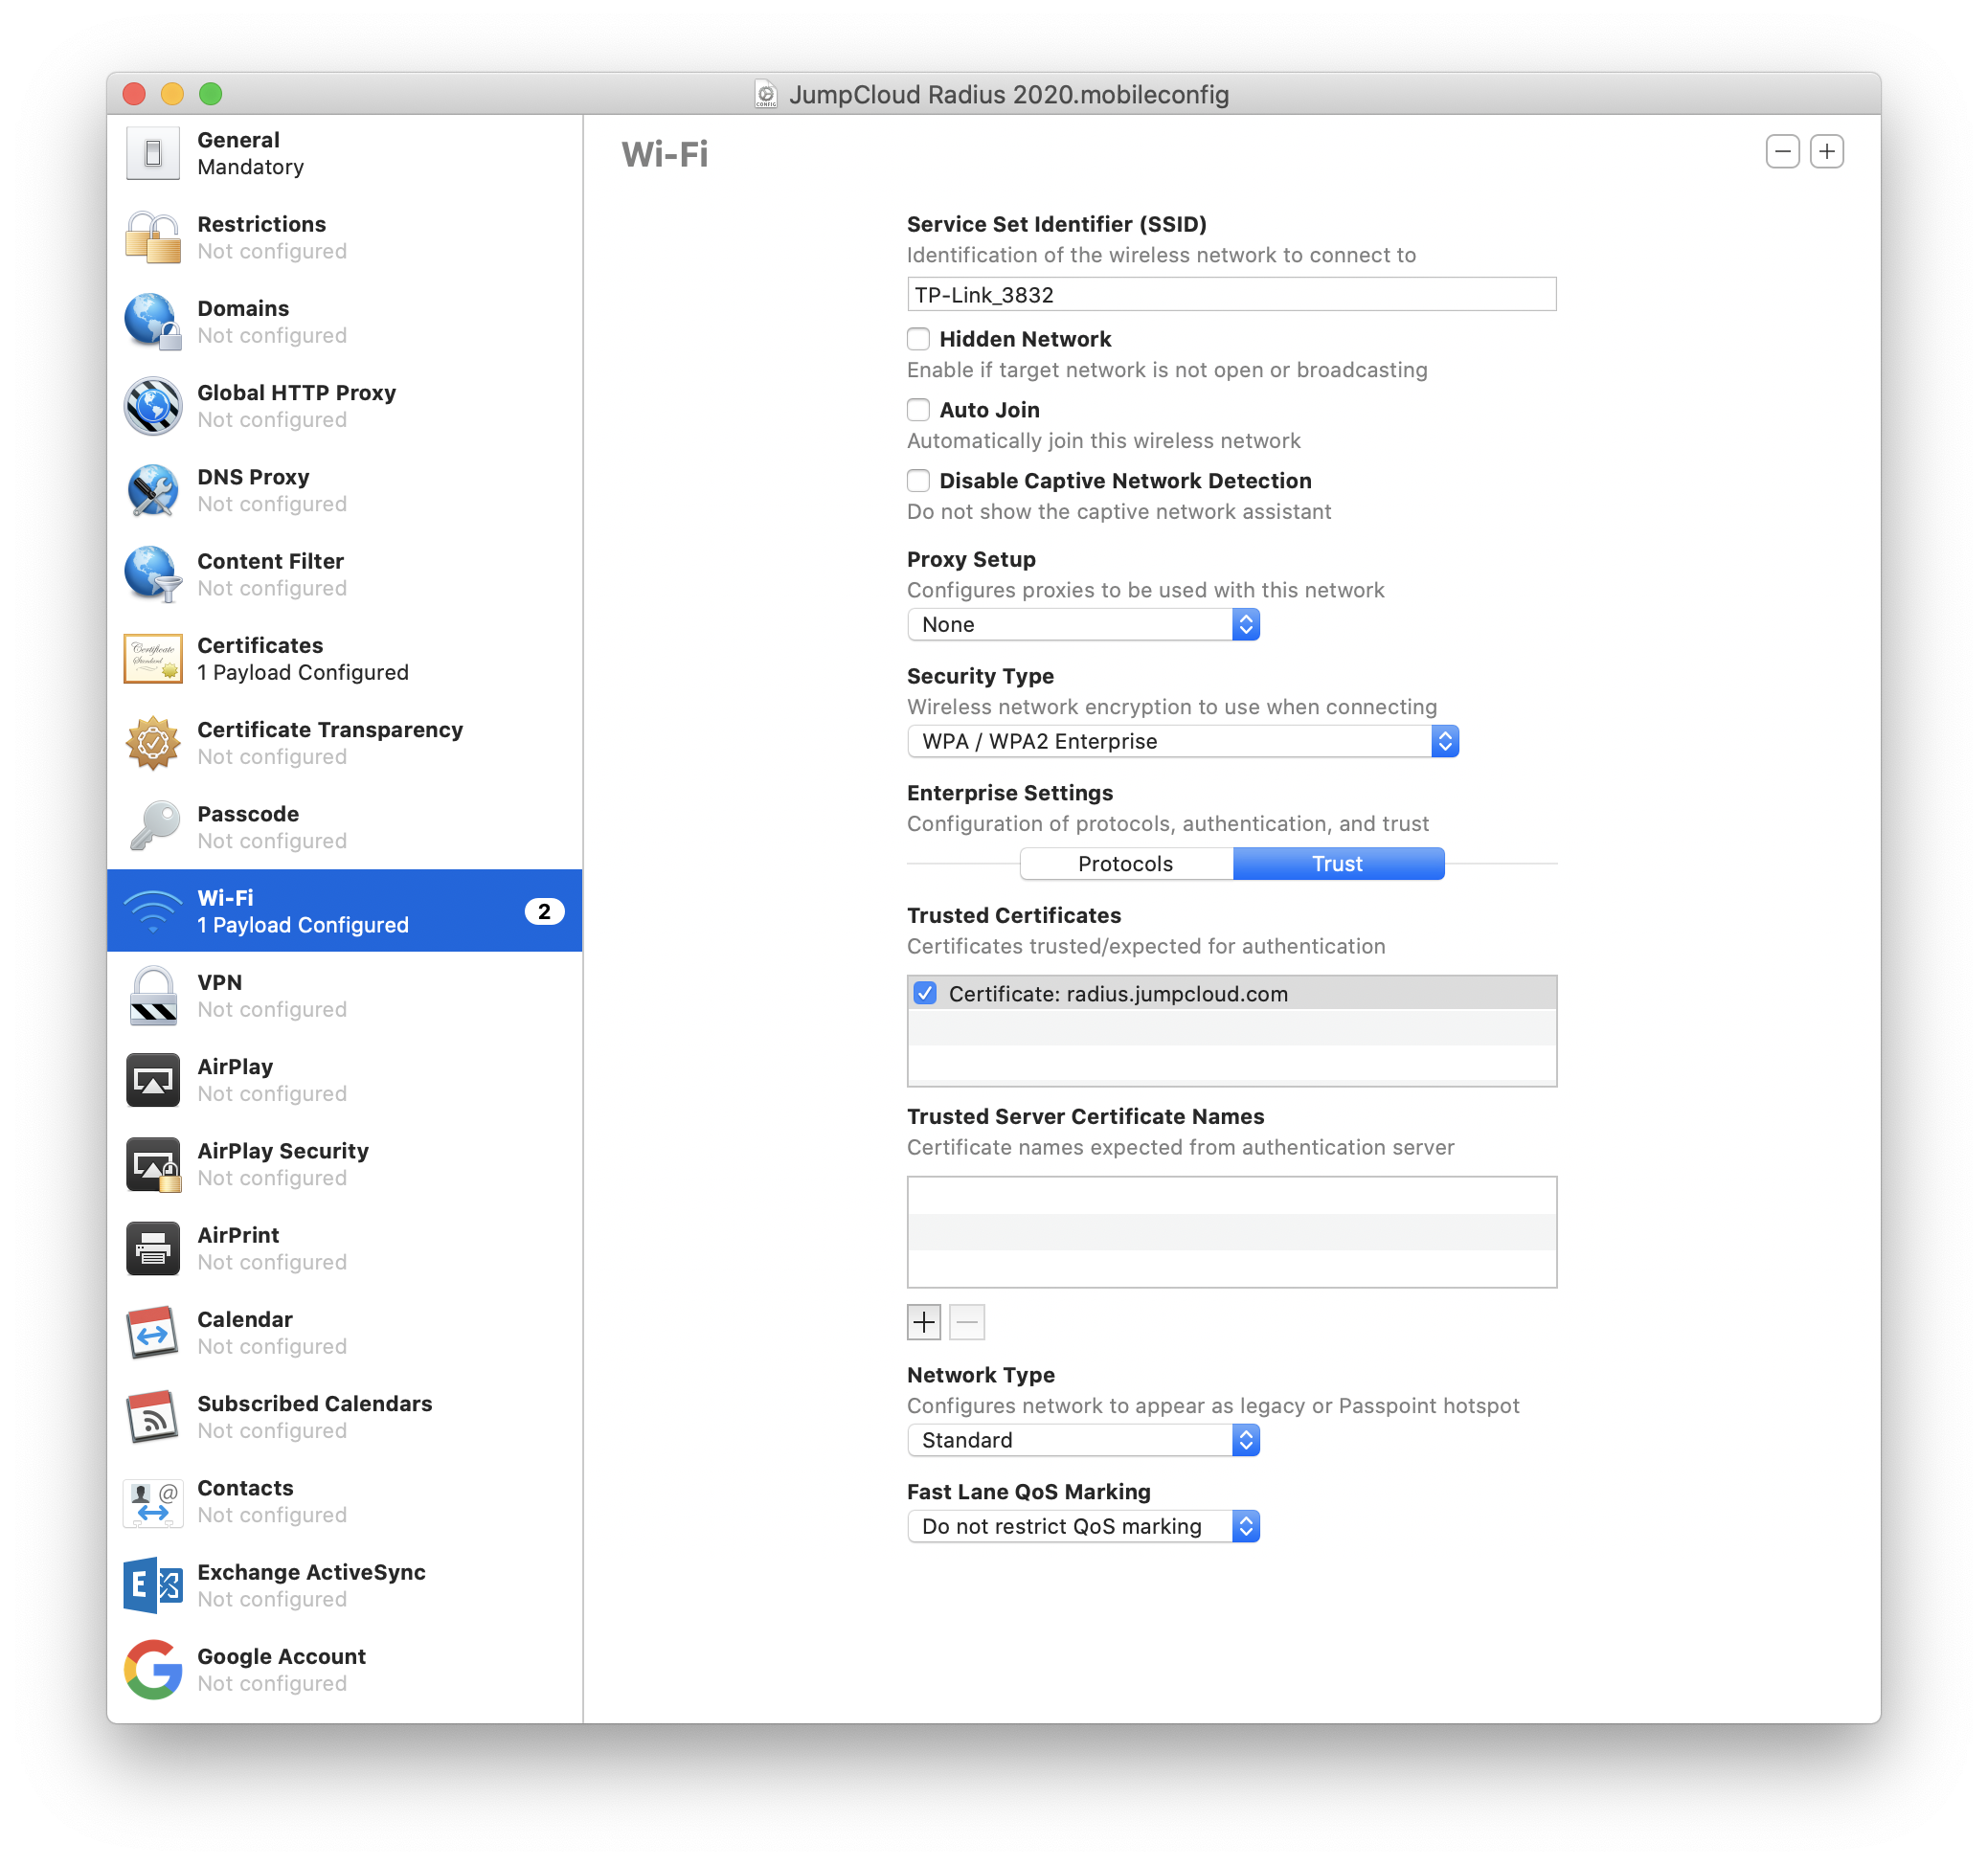 JumpCloud Radius 2020.mobileconfig
General
Mandatory
Restrictions
Not configured
Domains
Not configured
Global HTTP Proxy
Not configured
DNS Proxy
Not configured
Content Filter
Not configured
Certificates
1 Payload Configured
Certificate Transparency
Not configured
Passcode
Not configured
Wi-Fi
1 Payload Configured
2
VPN
Not configured
AirPlay
Not configured
AirPlay Security
Not configured
AirPrint
Not configured
Calendar
Not configured
Subscribed Calendars
Not configured
Contacts
Not configured
Exchange ActiveSync
Not configured
Google Account
Not configured
Wi-Fi
Service Set Identifier (SSID)
Identification of the wireless network to connect to
TP-Link_3832
Hidden Network
Enable if target network is not open or broadcasting
Auto Join
Automatically join this wireless network
Disable Captive Network Detection
Do not show the captive network assistant
Proxy Setup
Configures proxies to be used with this network
None
Security Type
Wireless network encryption to use when connecting
WPA / WPA2 Enterprise
Enterprise Settings
Configuration of protocols, authentication, and trust
Protocols Trust
Trusted Certificates
Certificates trusted/expected for authentication
Certificate: radius.jumpcloud.com
Trusted Server Certificate Names
Certificate names expected from authentication server
Network Type
Configures network to appear as legacy or Passpoint hotspot
Standard
Fast Lane QoS Marking
Do not restrict QoS marking